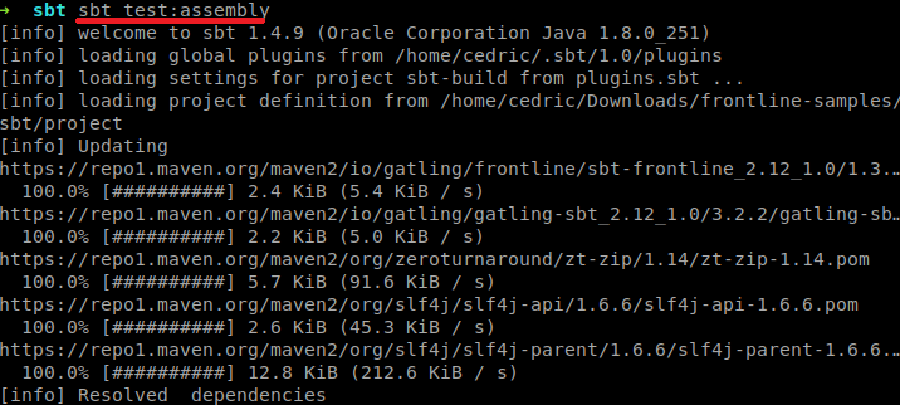 → sbt sbt test:assembly
[info] welcome to sbt 1.4.9 (Oracle Corporation Java 1.8.0_251)
[info] loading global plugins from /home/cedric/.sbt/1.0/plugins
[info] loading settings for project sbt-build from plugins.sbt ...
[info] loading project definition from /home/cedric/Downloads/frontline-samples/
sbt/project
[info] Updating
https://repo1.maven.org/maven2/io/gatling/frontline/sbt-frontline_2.12_1.0/1.3.…
100.0% [##########] 2.4 KiB (5.4 KiB / s)
https://repo1.maven.org/maven2/io/gatling/gatling-sbt_2.12_1.0/3.2.2/gatling-sb…
100.0% [##########] 2.2 KiB (5.0 KiB / s)
https://repo1.maven.org/maven2/org/zeroturnaround/zt-zip/1.14/zt-zip-1.14.pom
100.0% [##########] 5.7 KiB (91.6 KiB / s)
https://repo1.maven.org/maven2/org/slf4j/slf4j-api/1.6.6/slf4j-api-1.6.6.pom
100.0% [##########] 2.6 KiB (45.3 KiB / s)
https://repo1.maven.org/maven2/org/slf4j/slf4j-parent/1.6.6/slf4j-parent-1.6.6.…
100.0% [##########] 12.8 KiB (212.6 KiB / s)
[info] Resolved  dependencies